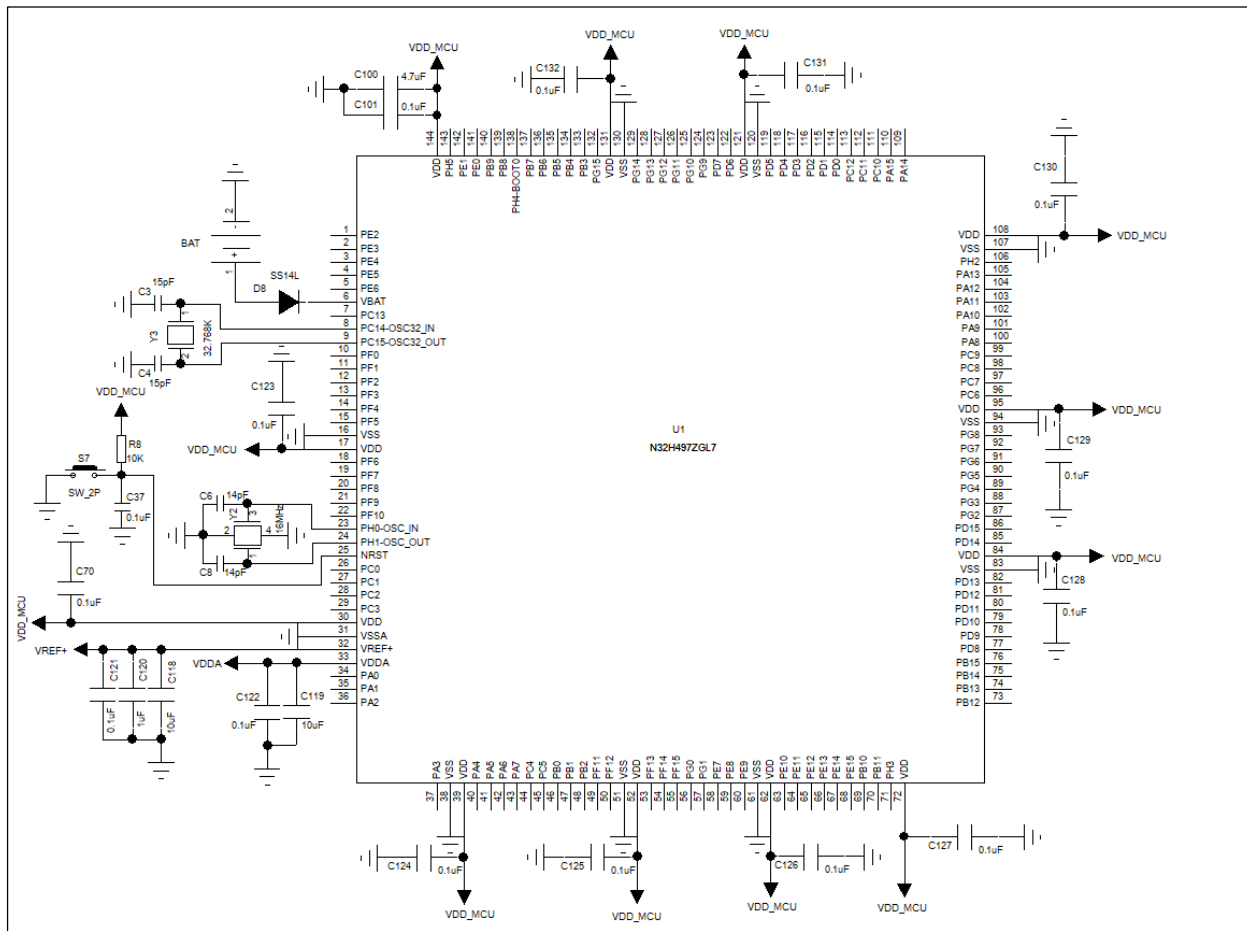 VDD_MCU
VDD_MCU
VDD_MCU
C100
4.7uF
C101
0.1uF
C132
0.1uF
C131
0.1uF
144 143 142 141 140 139 138 137 136 135 134 133 132 131 130 129 128 127 126 125 124 123 122 121 120 119 118 117 116 115 114 113 112 111 110 109
VDD PH5 PE1 PE0 PB9 PB8 PH4-BOOT0 PB7 PB6 PB5 PB4 PB3 PG15 VDD VSS PG14 PG13 PG12 PG11 PG10 PG9 PD7 PD6 VDD VSS PD5 PD4 PD3 PD2 PD1 PD0 PC12 PC11 PC10 PA15 PA14
C130
0.1uF
VDD_MCU
2
BAT
+
1
SS14L
D8
C3
15pF
1
Y3
32.768K
2
C4
15pF
VDD_MCU
R8
10K
S7
SW_2P
C37
0.1uF
C123
0.1uF
VDD_MCU
C6
14pF
Y2
3
16MHz
2
4
1
C8
14pF
C70
0.1uF
VDD_MCU
VREF+
C121
0.1uF
C120
1uF
C118
10uF
VDDA
C122
0.1uF
C119
10uF
1 PE2
2 PE3
3 PE4
4 PE5
5 PE6
6 VBAT
7 PC13
8 PC14-OSC32_IN
9 PC15-OSC32_OUT
10 PF0
11 PF1
12 PF2
13 PF3
14 PF4
15 PF5
16 VSS
17 VDD
18 PF6
19 PF7
20 PF8
21 PF9
22 PF10
23 PH0-OSC_IN
24 PH1-OSC_OUT
25 NRST
26 PC0
27 PC1
28 PC2
29 PC3
30 VDD
31 VSSA
32 VREF+
33 VDDA
34 PA0
35 PA1
36 PA2
U1
N32H497ZGL7
VDD 108
VSS 107
PH2 106
PA13 105
PA12 104
PA11 103
PA10 102
PA9 101
PA8 100
PC9 99
PC8 98
PC7 97
PC6 96
VDD 95
VSS 94
PG8 93
PG7 92
PG6 91
PG5 90
PG4 89
PG3 88
PG2 87
PD15 86
PD14 85
VDD 84
VSS 83
PD13 82
PD12 81
PD11 80
PD10 79
PD9 78
PD8 77
PB15 76
PB14 75
PB13 74
PB12 73
VDD_MCU
C129
0.1uF
VDD_MCU
C128
0.1uF
PA3 VSS VDD PA4 PA5 PA6 PA7 PC4 PC5 PB0 PB1 PB2 PF11 PF12 VSS VDD PF13 PF14 PF15 PG0 PG1 PE7 PE8 PE9 VSS VDD PE10 PE11 PE12 PE13 PE14 PE15 PB10 PB11 PH3 VDD
37 38 39 40 41 42 43 44 45 46 47 48 49 50 51 52 53 54 55 56 57 58 59 60 61 62 63 64 65 66 67 68 69 70 71 72
C124
0.1uF
C125
0.1uF
C126
0.1uF
C127
0.1uF
VDD_MCU
VDD_MCU
VDD_MCU
VDD_MCU